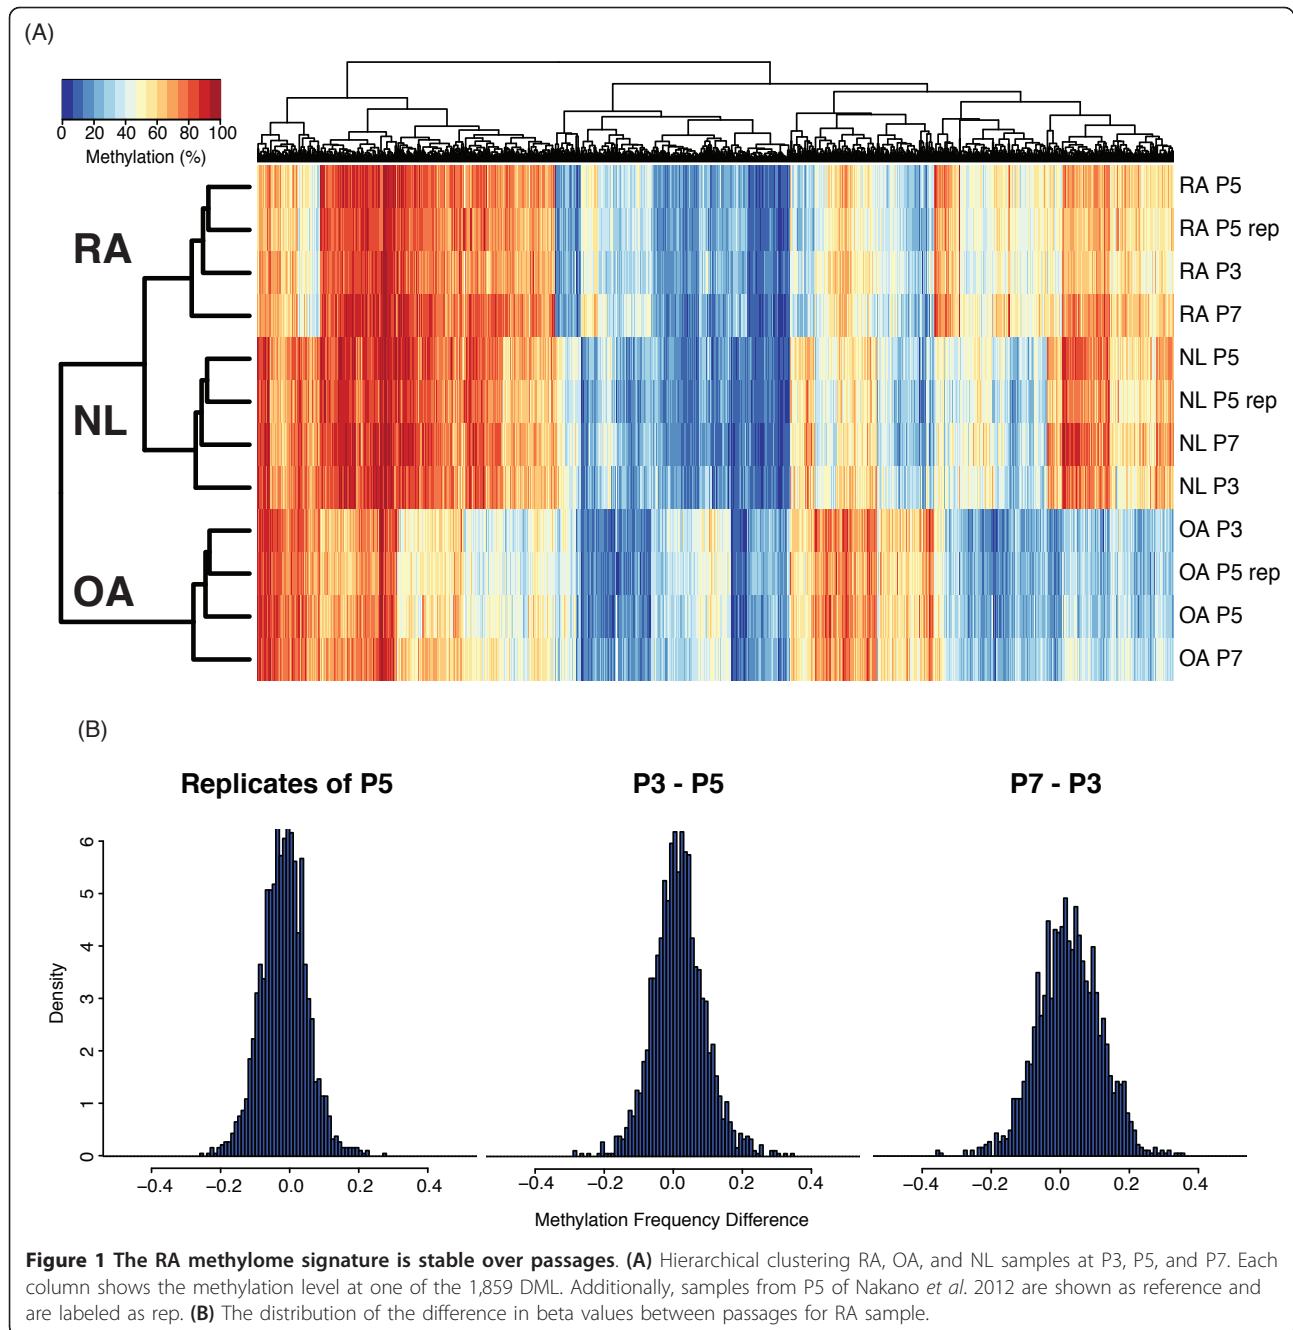 (A)
0 20 40 60 80 100
Methylation (%)
RA
NL
OA
RA P5
RA P5 rep
RA P3
RA P7
NL P5
NL P5 rep
NL P7
NL P3
OA P3
OA P5 rep
OA P5
OA P7
(B)
Replicates of P5
P3 - P5
P7 - P3
Density
6
5
4
3
2
1
0
−0.4 −0.2 0.0 0.2 0.4
−0.4 −0.2 0.0 0.2 0.4
−0.4 −0.2 0.0 0.2 0.4
Methylation Frequency Difference
Figure 1 The RA methylome signature is stable over passages. (A) Hierarchical clustering RA, OA, and NL samples at P3, P5, and P7. Each
column shows the methylation level at one of the 1,859 DML. Additionally, samples from P5 of Nakano et al. 2012 are shown as reference and
are labeled as rep. (B) The distribution of the difference in beta values between passages for RA sample.